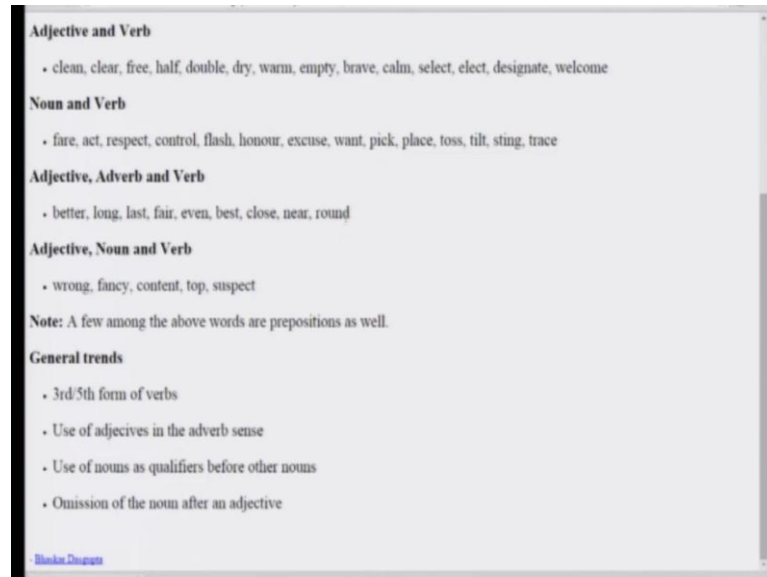 Adjective and Verb
• clean, clear, free, half, double, dry, warm, empty, brave, calm, select, elect, designate, welcome
Noun and Verb
• fare, act, respect, control, flash, honour, excuse, want, pick, place, toss, tilt, sting, trace
Adjective, Adverb and Verb
• better, long, last, fair, even, best, close, near, round
Adjective, Noun and Verb
• wrong, fancy, content, top, suspect
Note: A few among the above words are prepositions as well.
General trends
• 3rd/5th form of verbs
• Use of adjecives in the adverb sense
• Use of nouns as qualifiers before other nouns
• Omission of the noun after an adjective
- Bhaskar Dasgupta